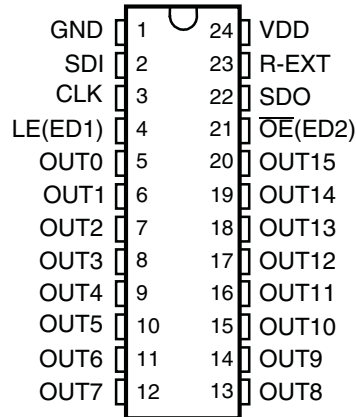 GND 1 24 VDD
SDI 2 23 R-EXT
CLK 3 22 SDO
LE(ED1) 4 21 O̅E̅(ED2)
OUT0 5 20 OUT15
OUT1 6 19 OUT14
OUT2 7 18 OUT13
OUT3 8 17 OUT12
OUT4 9 16 OUT11
OUT5 10 15 OUT10
OUT6 11 14 OUT9
OUT7 12 13 OUT8